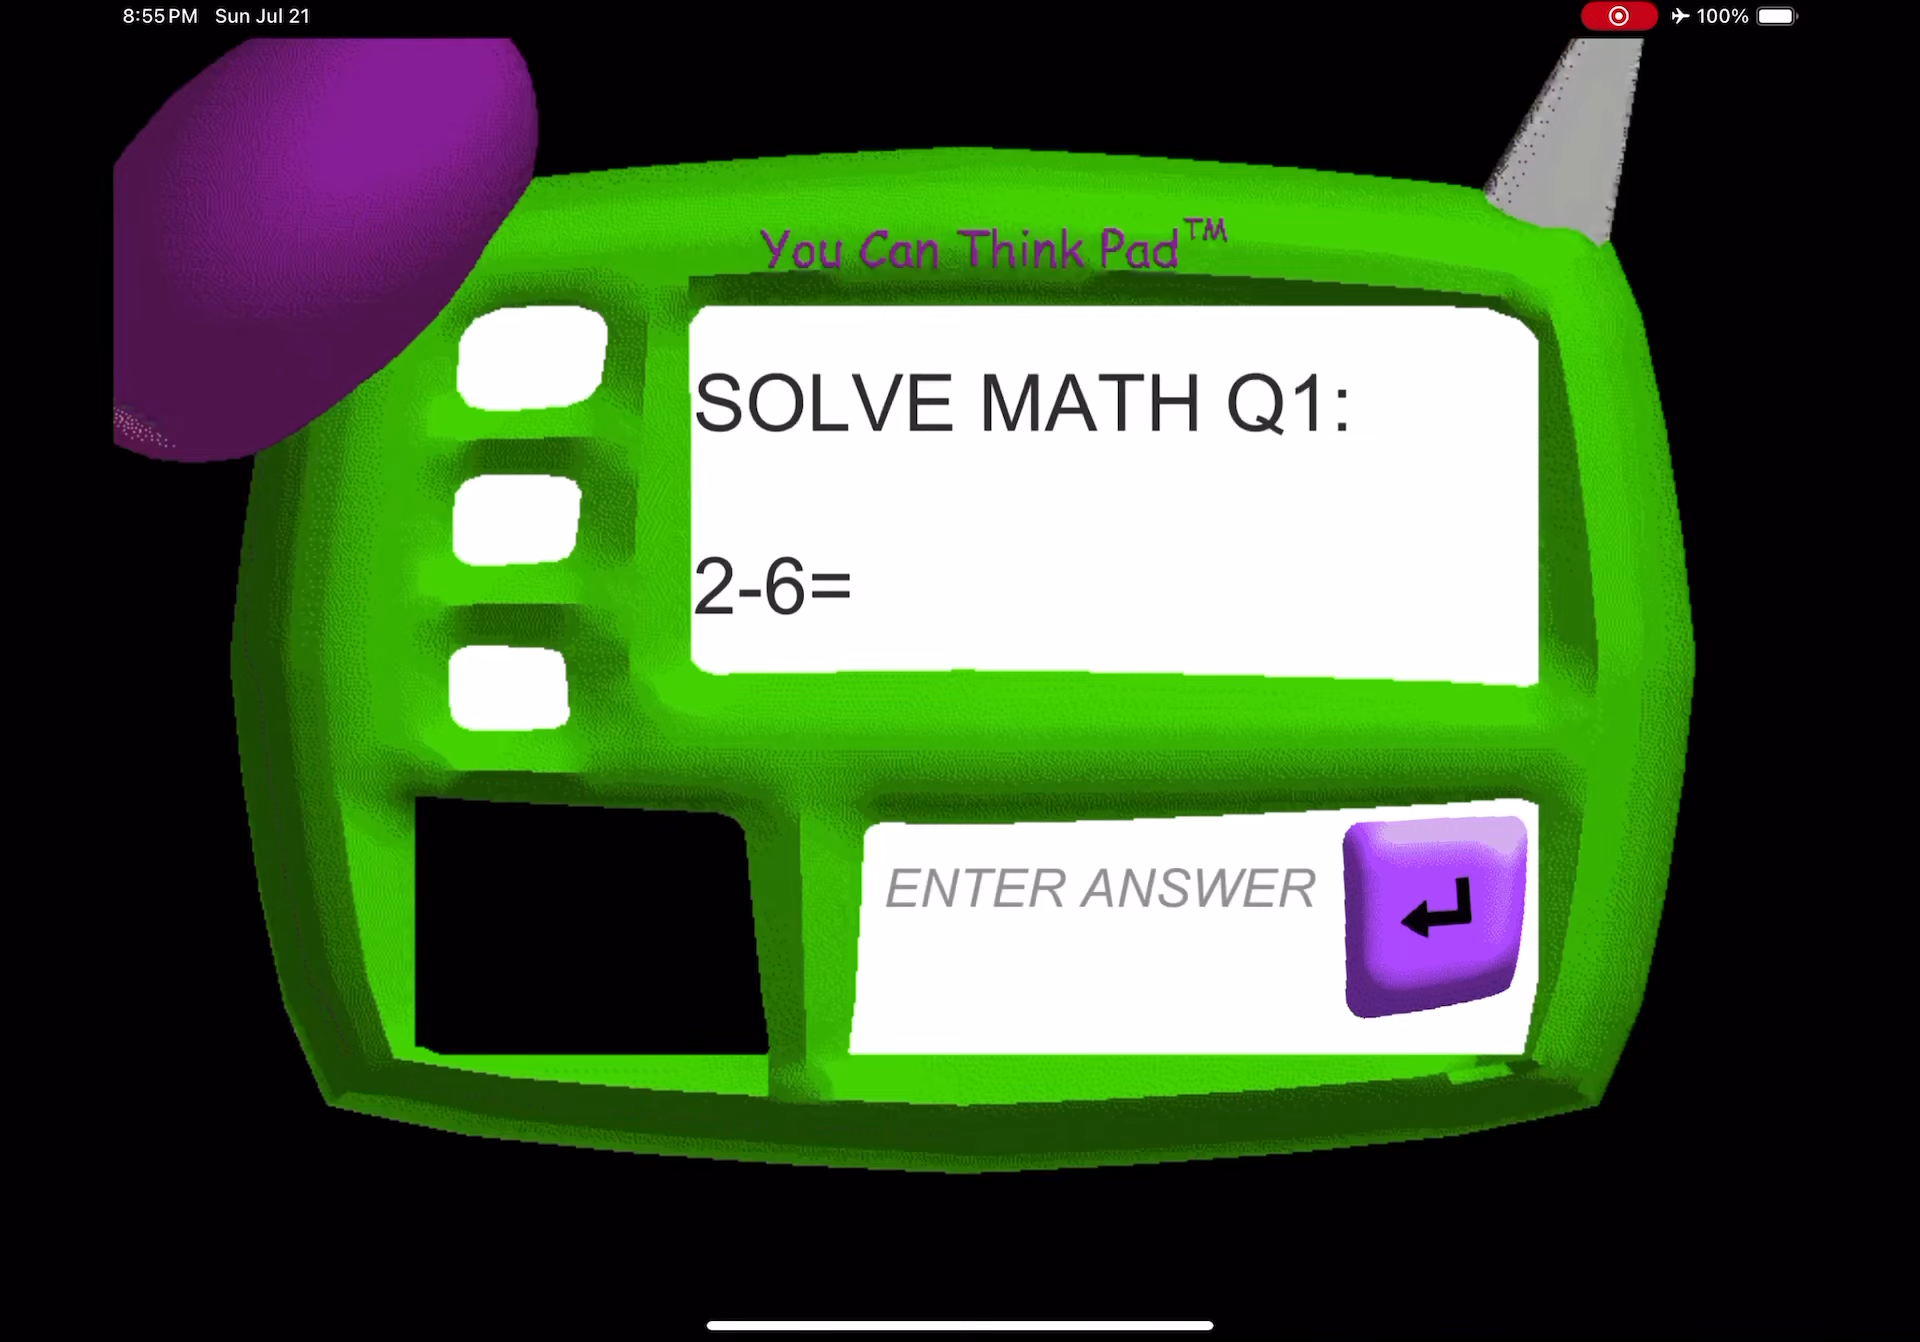 8:55 PM Sun Jul 21
100%
You Can Think Pad™
SOLVE MATH Q1:
2-6=
ENTER ANSWER